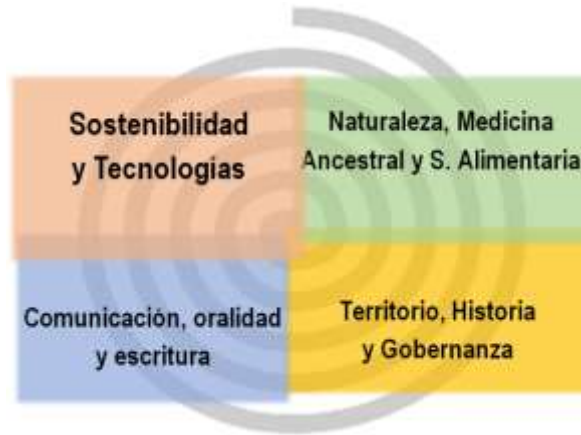 Sostenibilidad
y Tecnologías
Naturaleza, Medicina
Ancestral y S. Alimentaria
Comunicación, oralidad
y escritura
Territorio, Historia
y Gobernanza